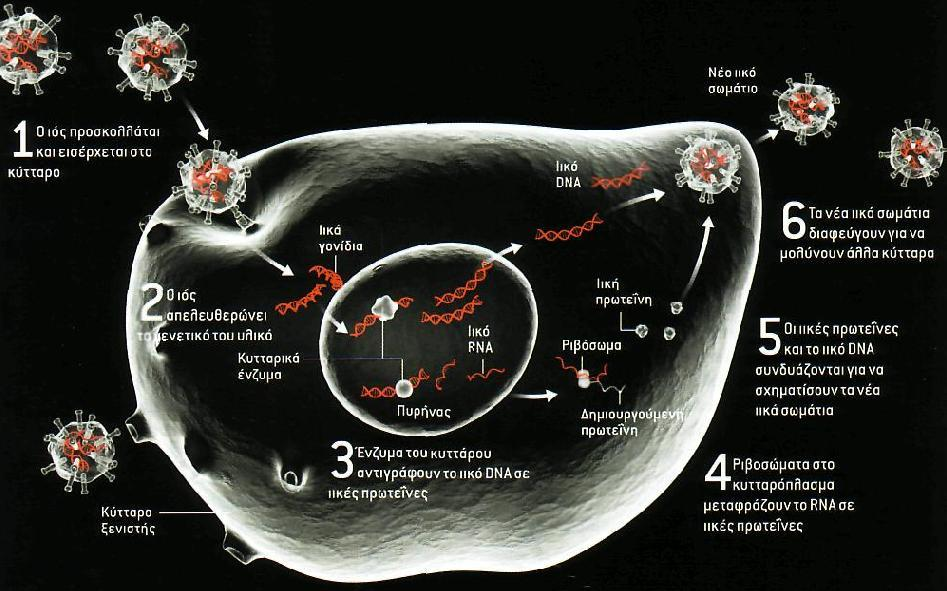 1 Ο ιός προσκολλάται
και εισέρχεται στο
κύτταρο
Ιικά
γονίδια
2 Ο ιός
απελευθερώνει
το γενετικό του υλικό
Κυτταρικά
ένζυμα
Ιικό
DNA
Ιικό
RNA
Πυρήνας
3 Ένζυμα του κυττάρου
αντιγράφουν το ιικό DNA σε
ιικές πρωτεΐνες
Κύτταρο
ξενιστής
Ιική
πρωτεΐνη
Ριβόσωμα
Δημιουργούμενη
πρωτεΐνη
4 Ριβοσώματα στο
κυτταρόπλασμα
μεταφράζουν το RNA σε
ιικές πρωτεΐνες
5 Οι ιικές πρωτεΐνες
και το ιικό DNA
συνδυάζονται για να
σχηματίσουν τα νέα
ιικά σωμάτια
Νέο ιικό
σωμάτιο
6 Τα νέα ιικά σωμάτια
διαφεύγουν για να
μολύνουν άλλα κύτταρα